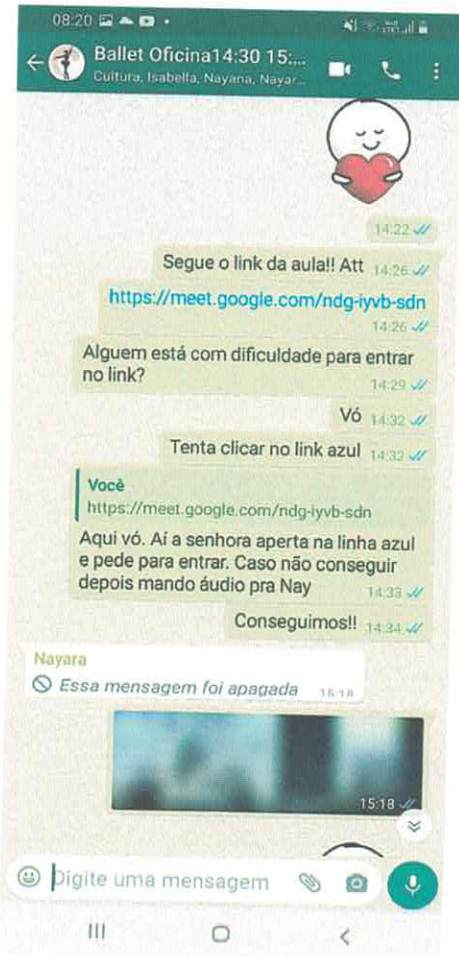 08:20
Ballet Oficina14:30 15:...
Cultura, Isabella, Nayana, Nayar...
14:22
Segue o link da aula!! Att 14:26
https://meet.google.com/ndg-iyvb-sdn
14:26
Alguem está com dificuldade para entrar
no link?
14:29
Vó 14:32
Tenta clicar no link azul 14:32
Você
https://meet.google.com/ndg-iyvb-sdn
Aqui vó. Aí a senhora aperta na linha azul
e pede para entrar. Caso não conseguir
depois mando áudio pra Nay 14:33
Conseguimos!! 14:34
Nayara
Essa mensagem foi apagada 15:18
15:18
Digite uma mensagem